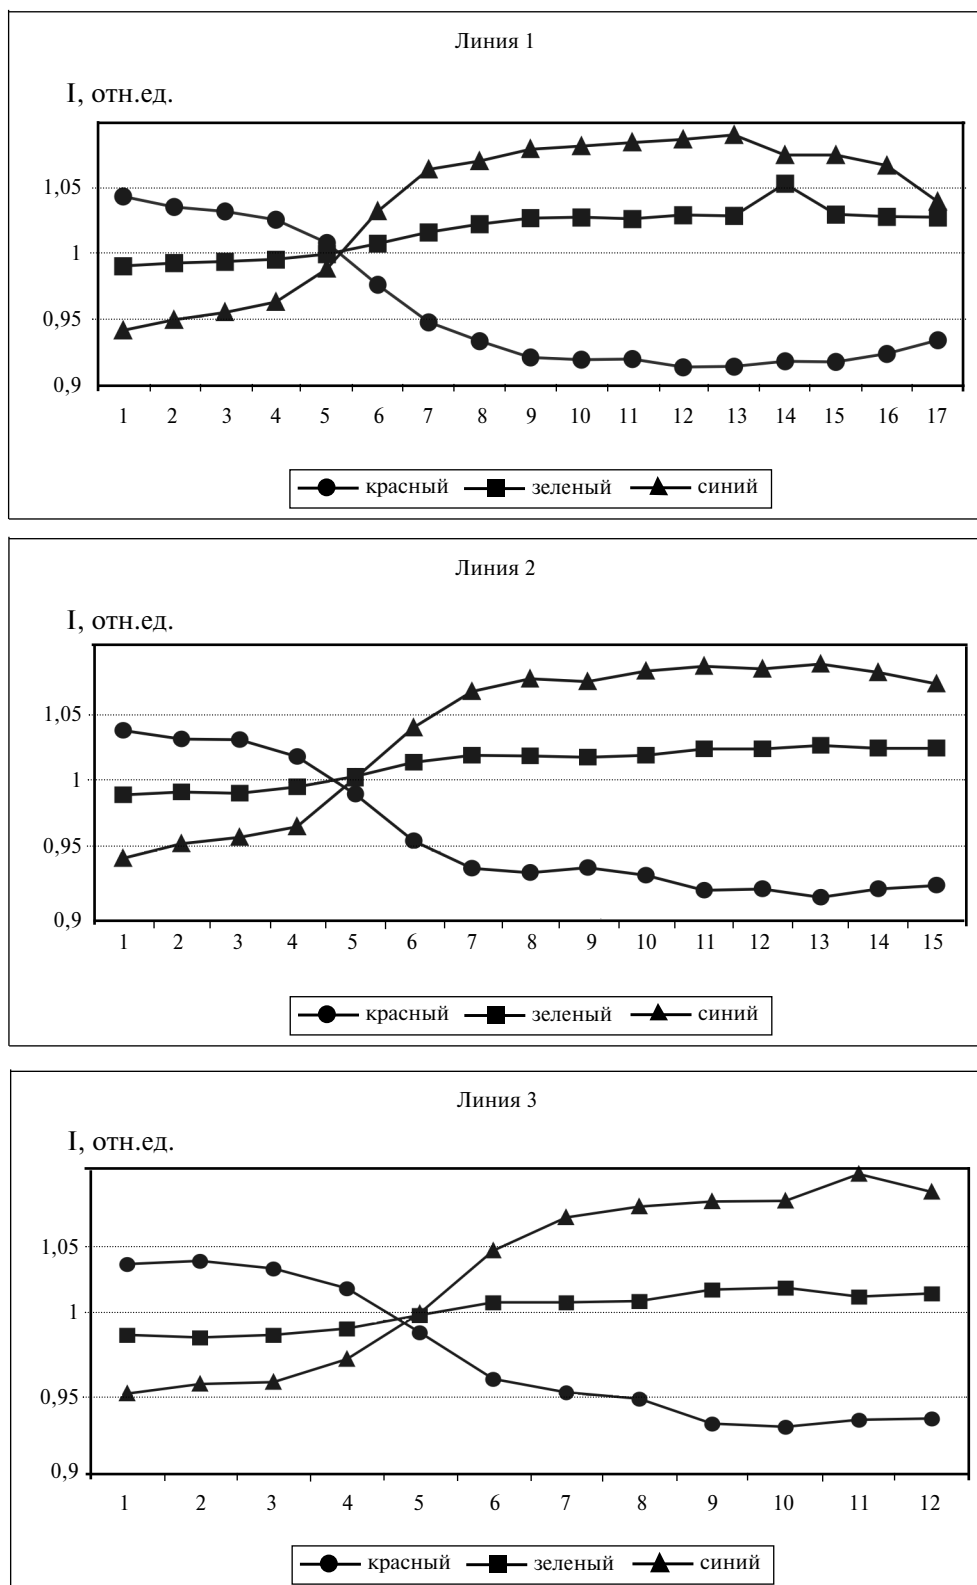 Линия 1
I, отн.ед.
1,05
1
0,95
0,9
1 2 3 4 5 6 7 8 9 10 11 12 13 14 15 16 17
красный зеленый синий
Линия 2
I, отн.ед.
1,05
1
0,95
0,9
1 2 3 4 5 6 7 8 9 10 11 12 13 14 15
красный зеленый синий
Линия 3
I, отн.ед.
1,05
1
0,95
0,9
1 2 3 4 5 6 7 8 9 10 11 12
красный зеленый синий